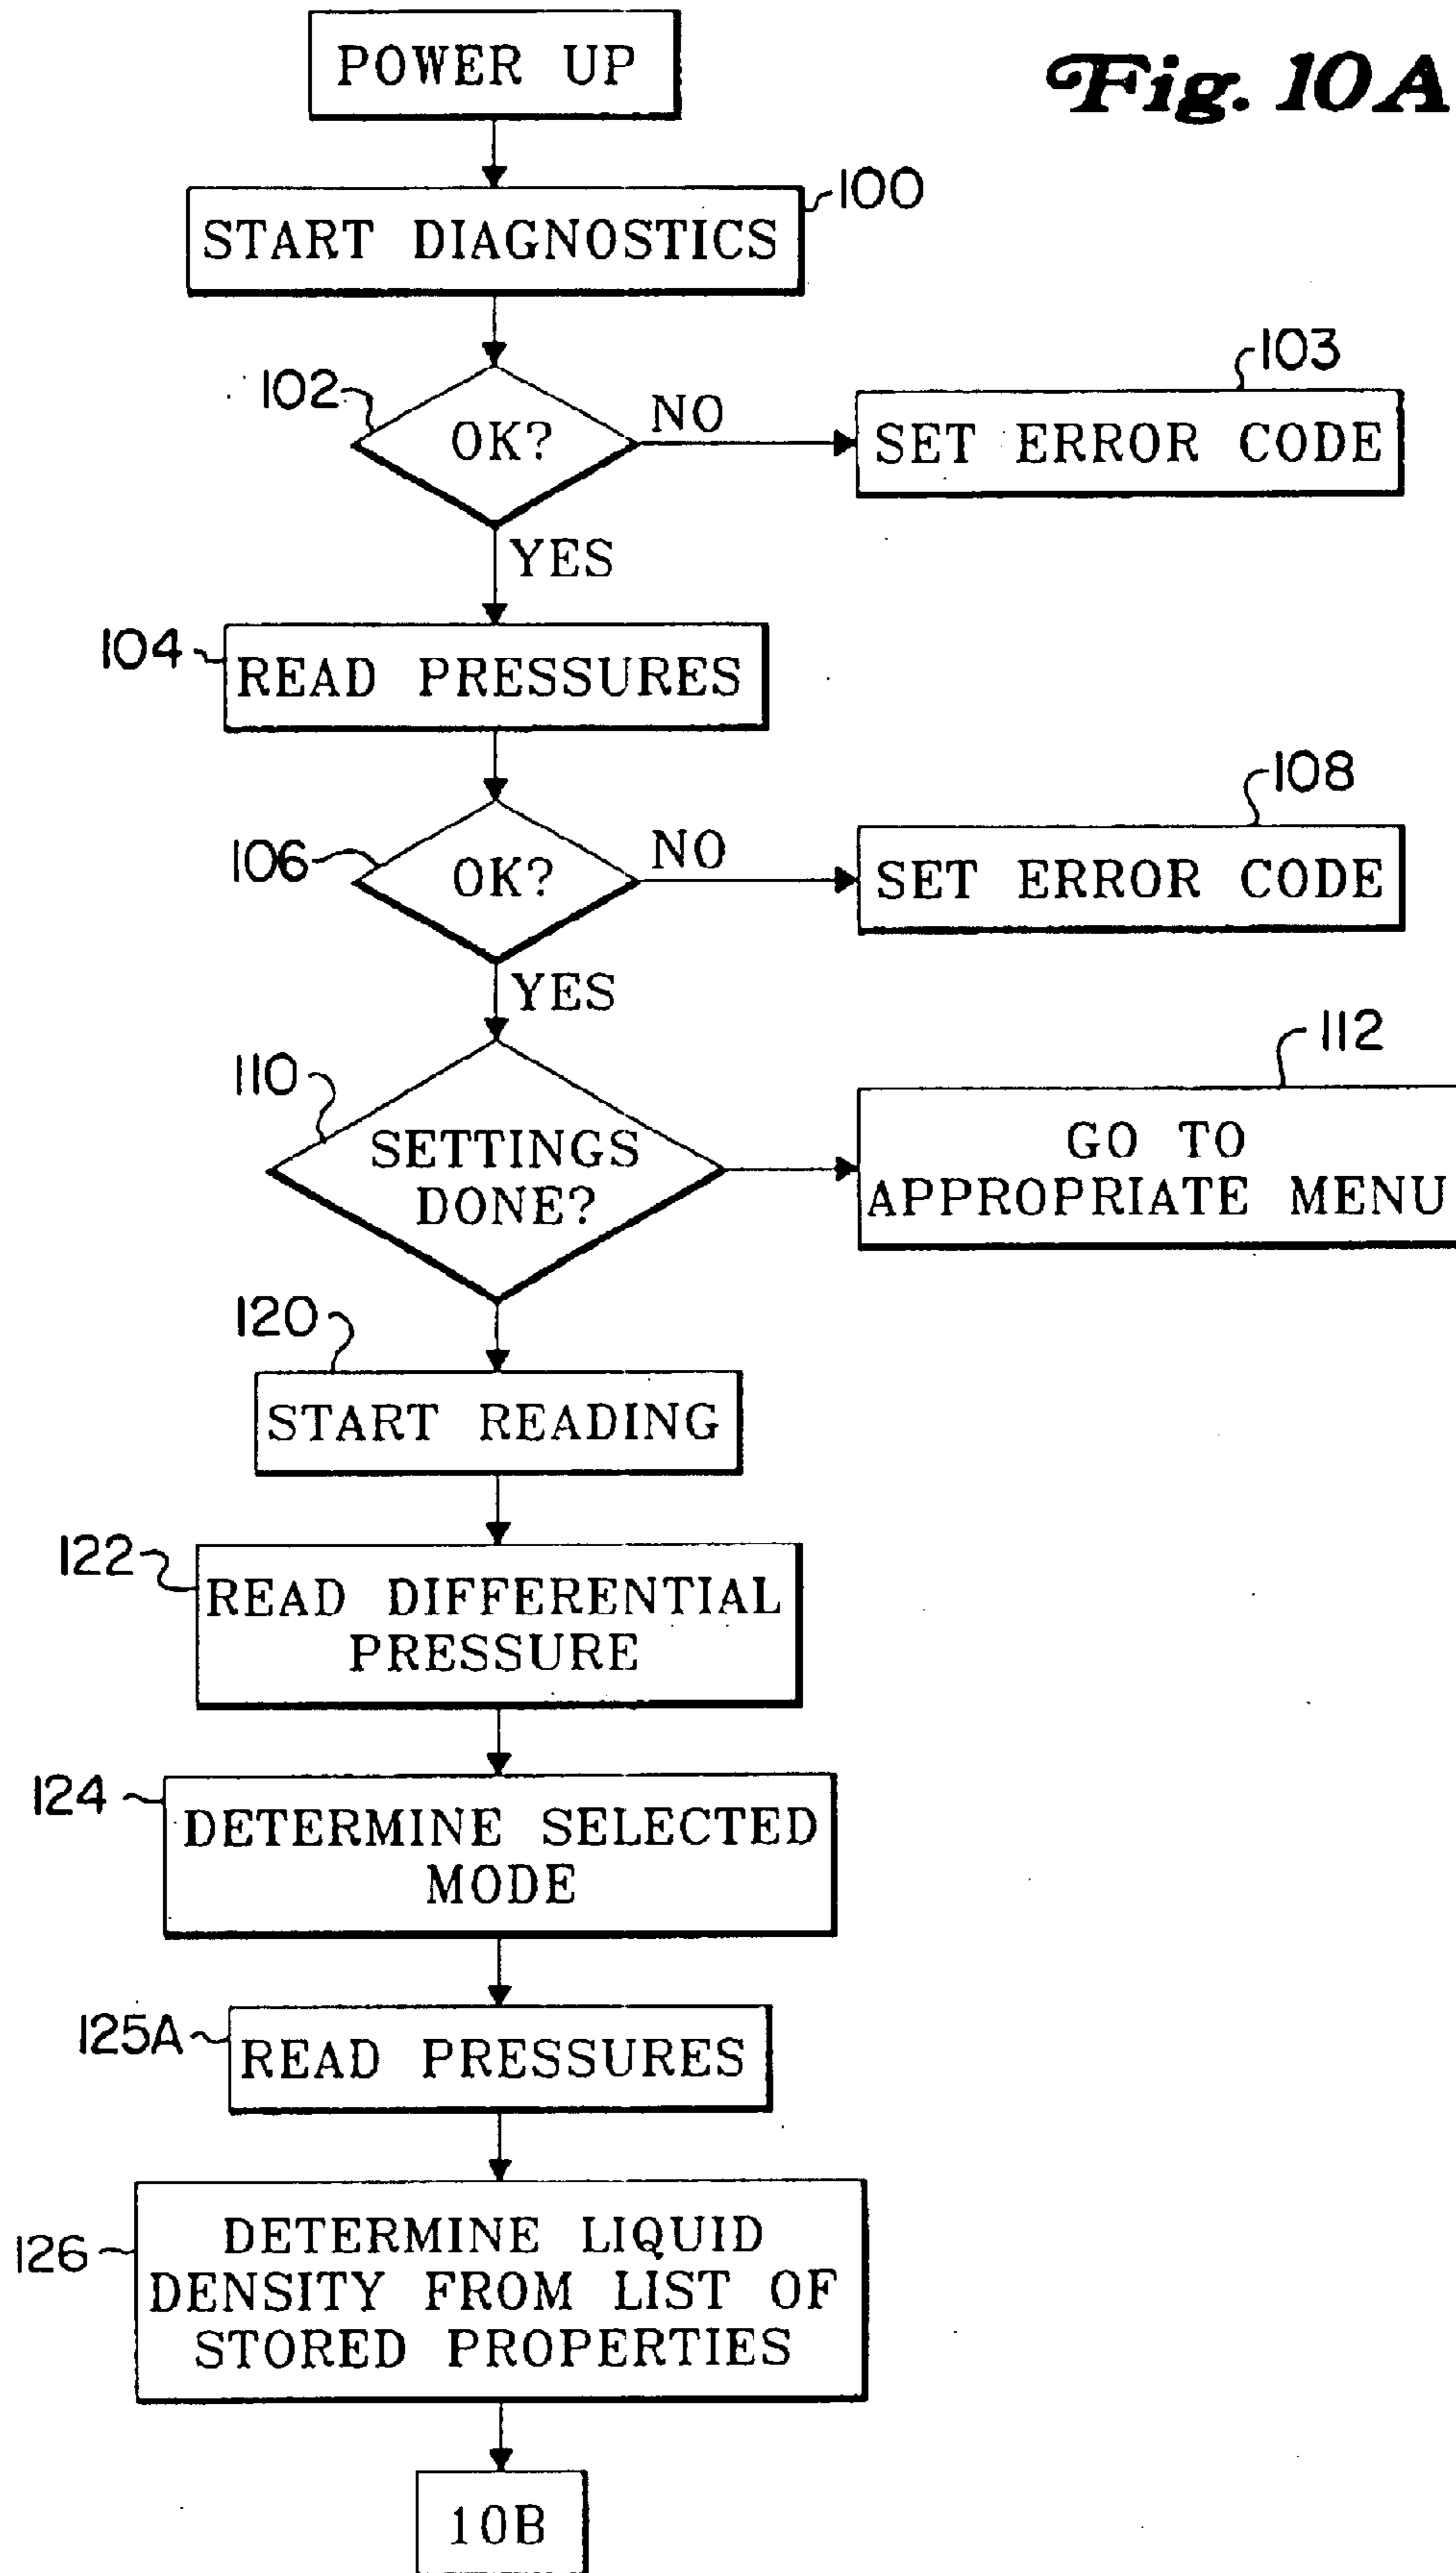 Fig. 10A
POWER UP
100
START DIAGNOSTICS
102
OK?
NO
103
SET ERROR CODE
YES
104
READ PRESSURES
106
OK?
NO
108
SET ERROR CODE
YES
110
SETTINGS
DONE?
112
GO TO
APPROPRIATE MENU
120
START READING
122
READ DIFFERENTIAL
PRESSURE
124
DETERMINE SELECTED
MODE
125A
READ PRESSURES
126
DETERMINE LIQUID
DENSITY FROM LIST OF
STORED PROPERTIES
10B